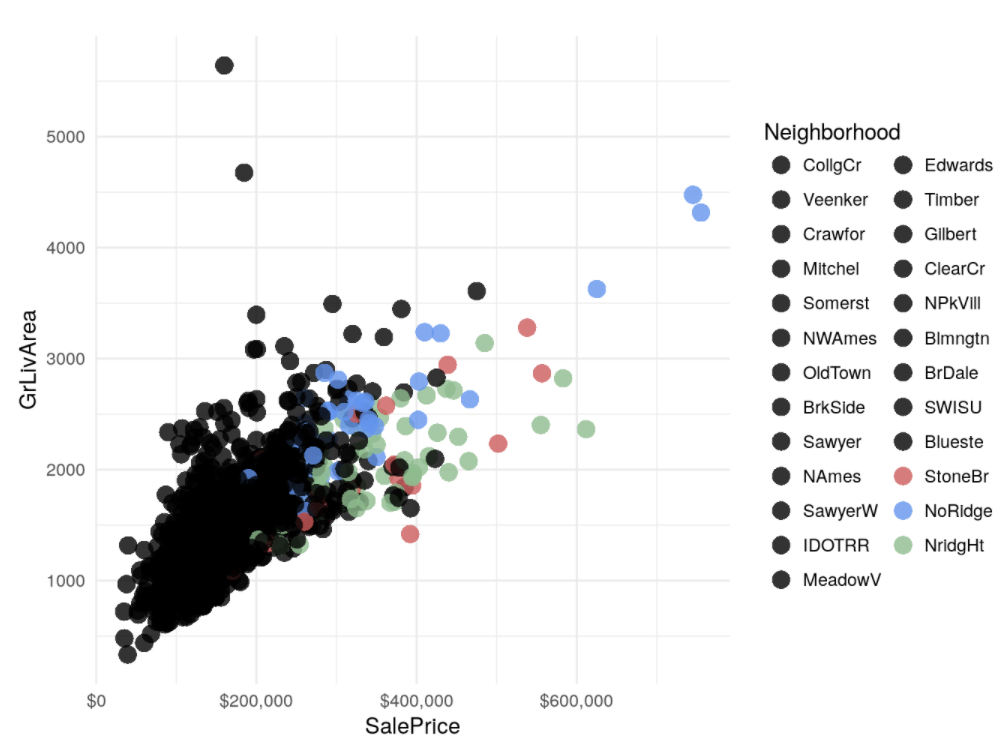 5000
4000
3000
2000
1000
GrLivArea
$0
$200,000
$400,000
$600,000
SalePrice
Neighborhood
CollgCr
Veenker
Crawfor
Mitchel
Somerst
NWAmes
OldTown
BrkSide
Sawyer
NAmes
SawyerW
IDOTRR
MeadowV
Edwards
Timber
Gilbert
ClearCr
NPkVill
Blmngtn
BrDale
SWISU
Blueste
StoneBr
NoRidge
NridgHt